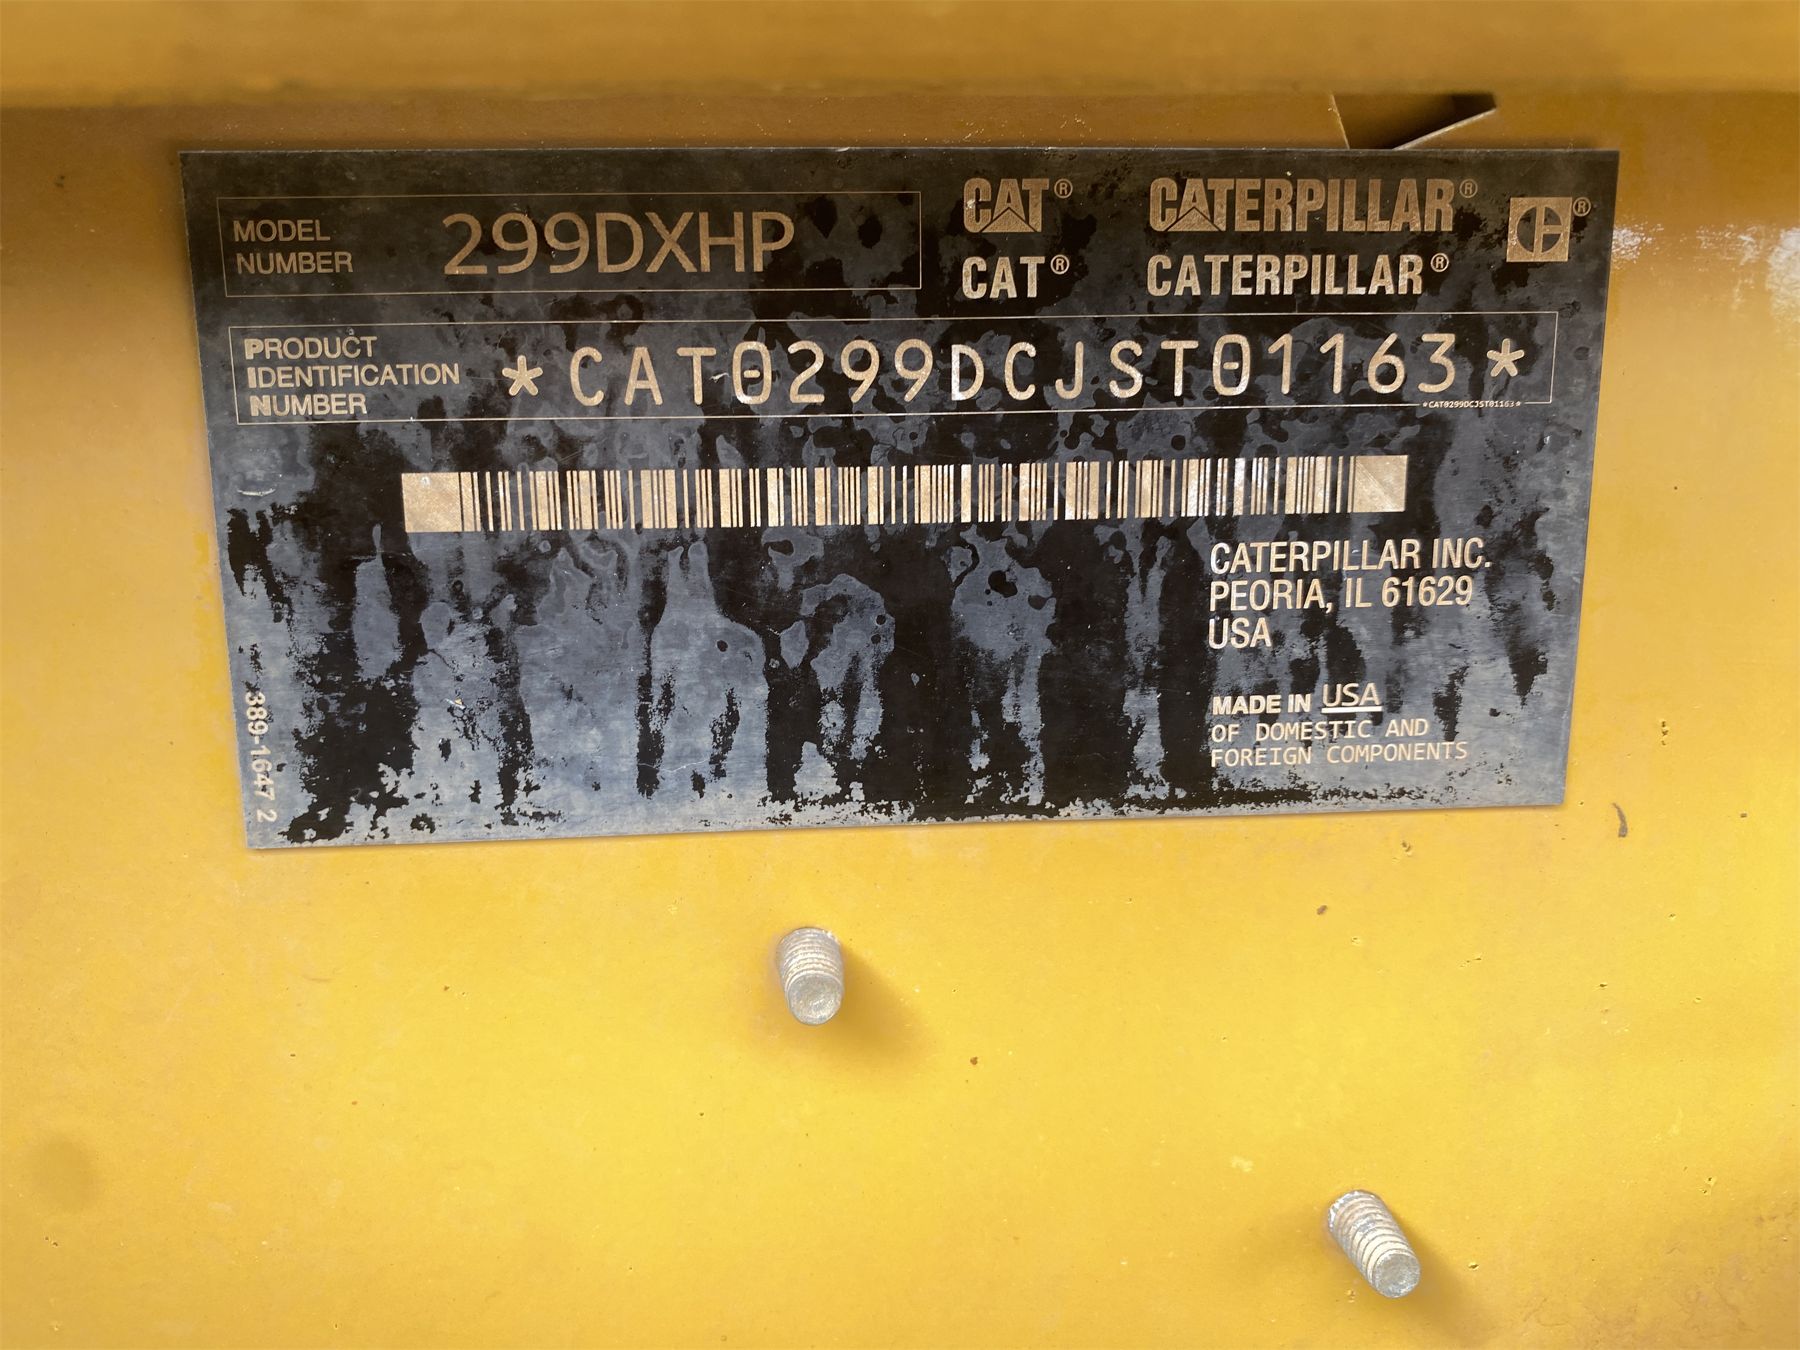 MODEL
NUMBER
299DXHP
CAT® CATERPILLAR® ®
CAT® CATERPILLAR®
PRODUCT
IDENTIFICATION
NUMBER
*CAT0299DCJST01163*
*CAT0299DCJST01163*
CATERPILLAR INC.
PEORIA, IL 61629
USA
MADE IN USA
OF DOMESTIC AND
FOREIGN COMPONENTS
389-1647 2